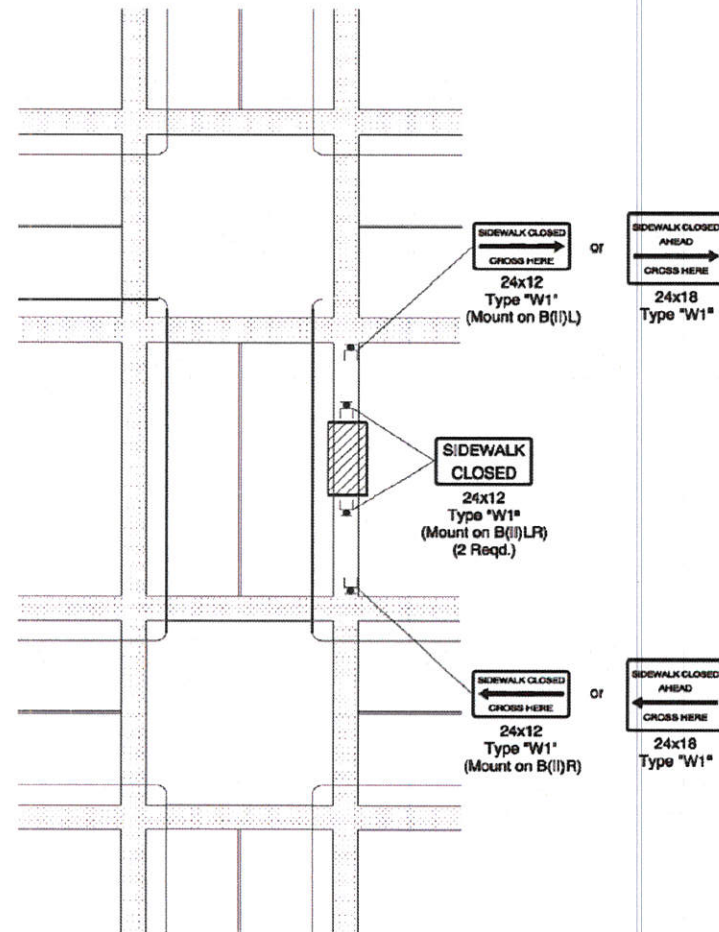 SIDEWALK CLOSED
CROSS HERE
24x12
Type "W1"
(Mount on B(II)L)
or
SIDEWALK CLOSED
AHEAD
CROSS HERE
24x18
Type "W1"
SIDEWALK
CLOSED
24x12
Type "W1"
(Mount on B(II)LR)
(2 Reqd.)
SIDEWALK CLOSED
CROSS HERE
24x12
Type "W1"
(Mount on B(II)R)
or
SIDEWALK CLOSED
AHEAD
CROSS HERE
24x18
Type "W1"